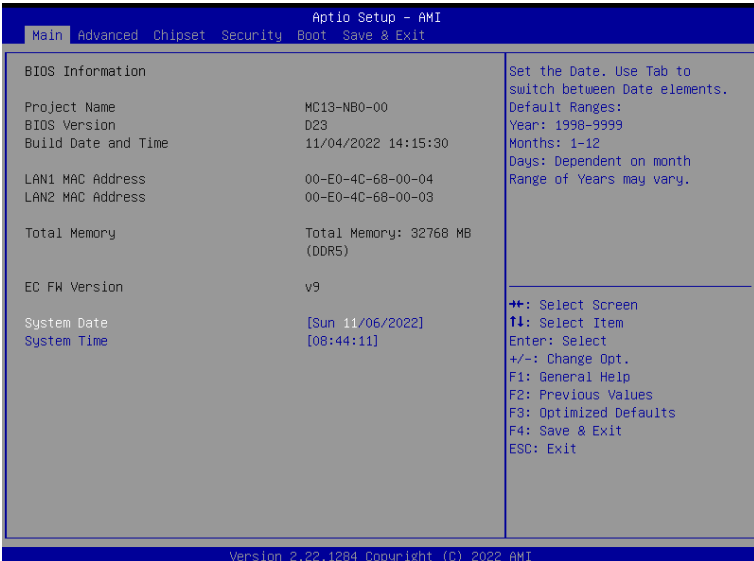 Aptio Setup – AMI
Main Advanced Chipset Security Boot Save & Exit
BIOS Information
Project Name MC13-NB0-00
BIOS Version D23
Build Date and Time 11/04/2022 14:15:30
LAN1 MAC Address 00-E0-4C-68-00-04
LAN2 MAC Address 00-E0-4C-68-00-03
Total Memory Total Memory: 32768 MB
(DDR5)
EC FW Version v9
System Date [Sun 11/06/2022]
System Time [08:44:11]
Set the Date. Use Tab to
switch between Date elements.
Default Ranges:
Year: 1998-9999
Months: 1-12
Days: Dependent on month
Range of Years may vary.
→←: Select Screen
↑↓: Select Item
Enter: Select
+/-: Change Opt.
F1: General Help
F2: Previous Values
F3: Optimized Defaults
F4: Save & Exit
ESC: Exit
Version 2.22.1284 Copyright (C) 2022 AMI